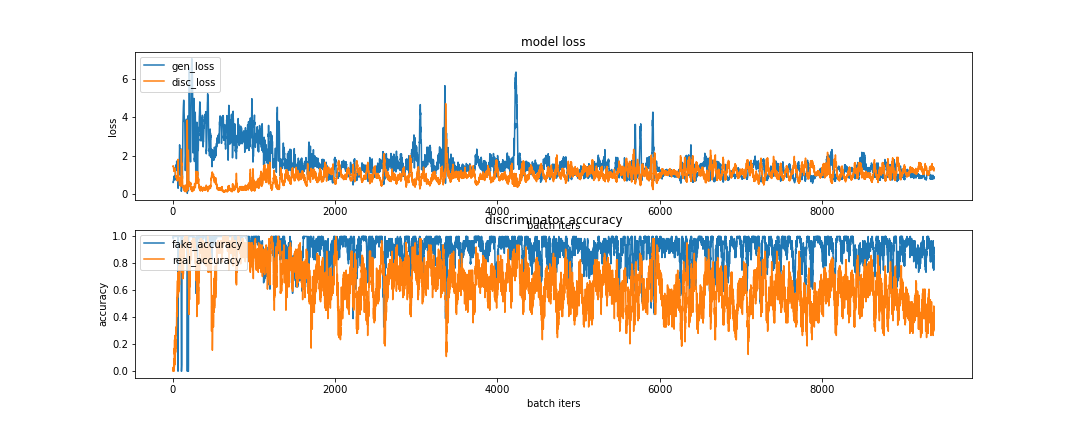 model loss
gen_loss
disc_loss
loss
6
4
2
0
0 2000 4000 6000 8000
batch iters
discriminator accuracy
fake_accuracy
real_accuracy
accuracy
1.0
0.8
0.6
0.4
0.2
0.0
0 2000 4000 6000 8000
batch iters